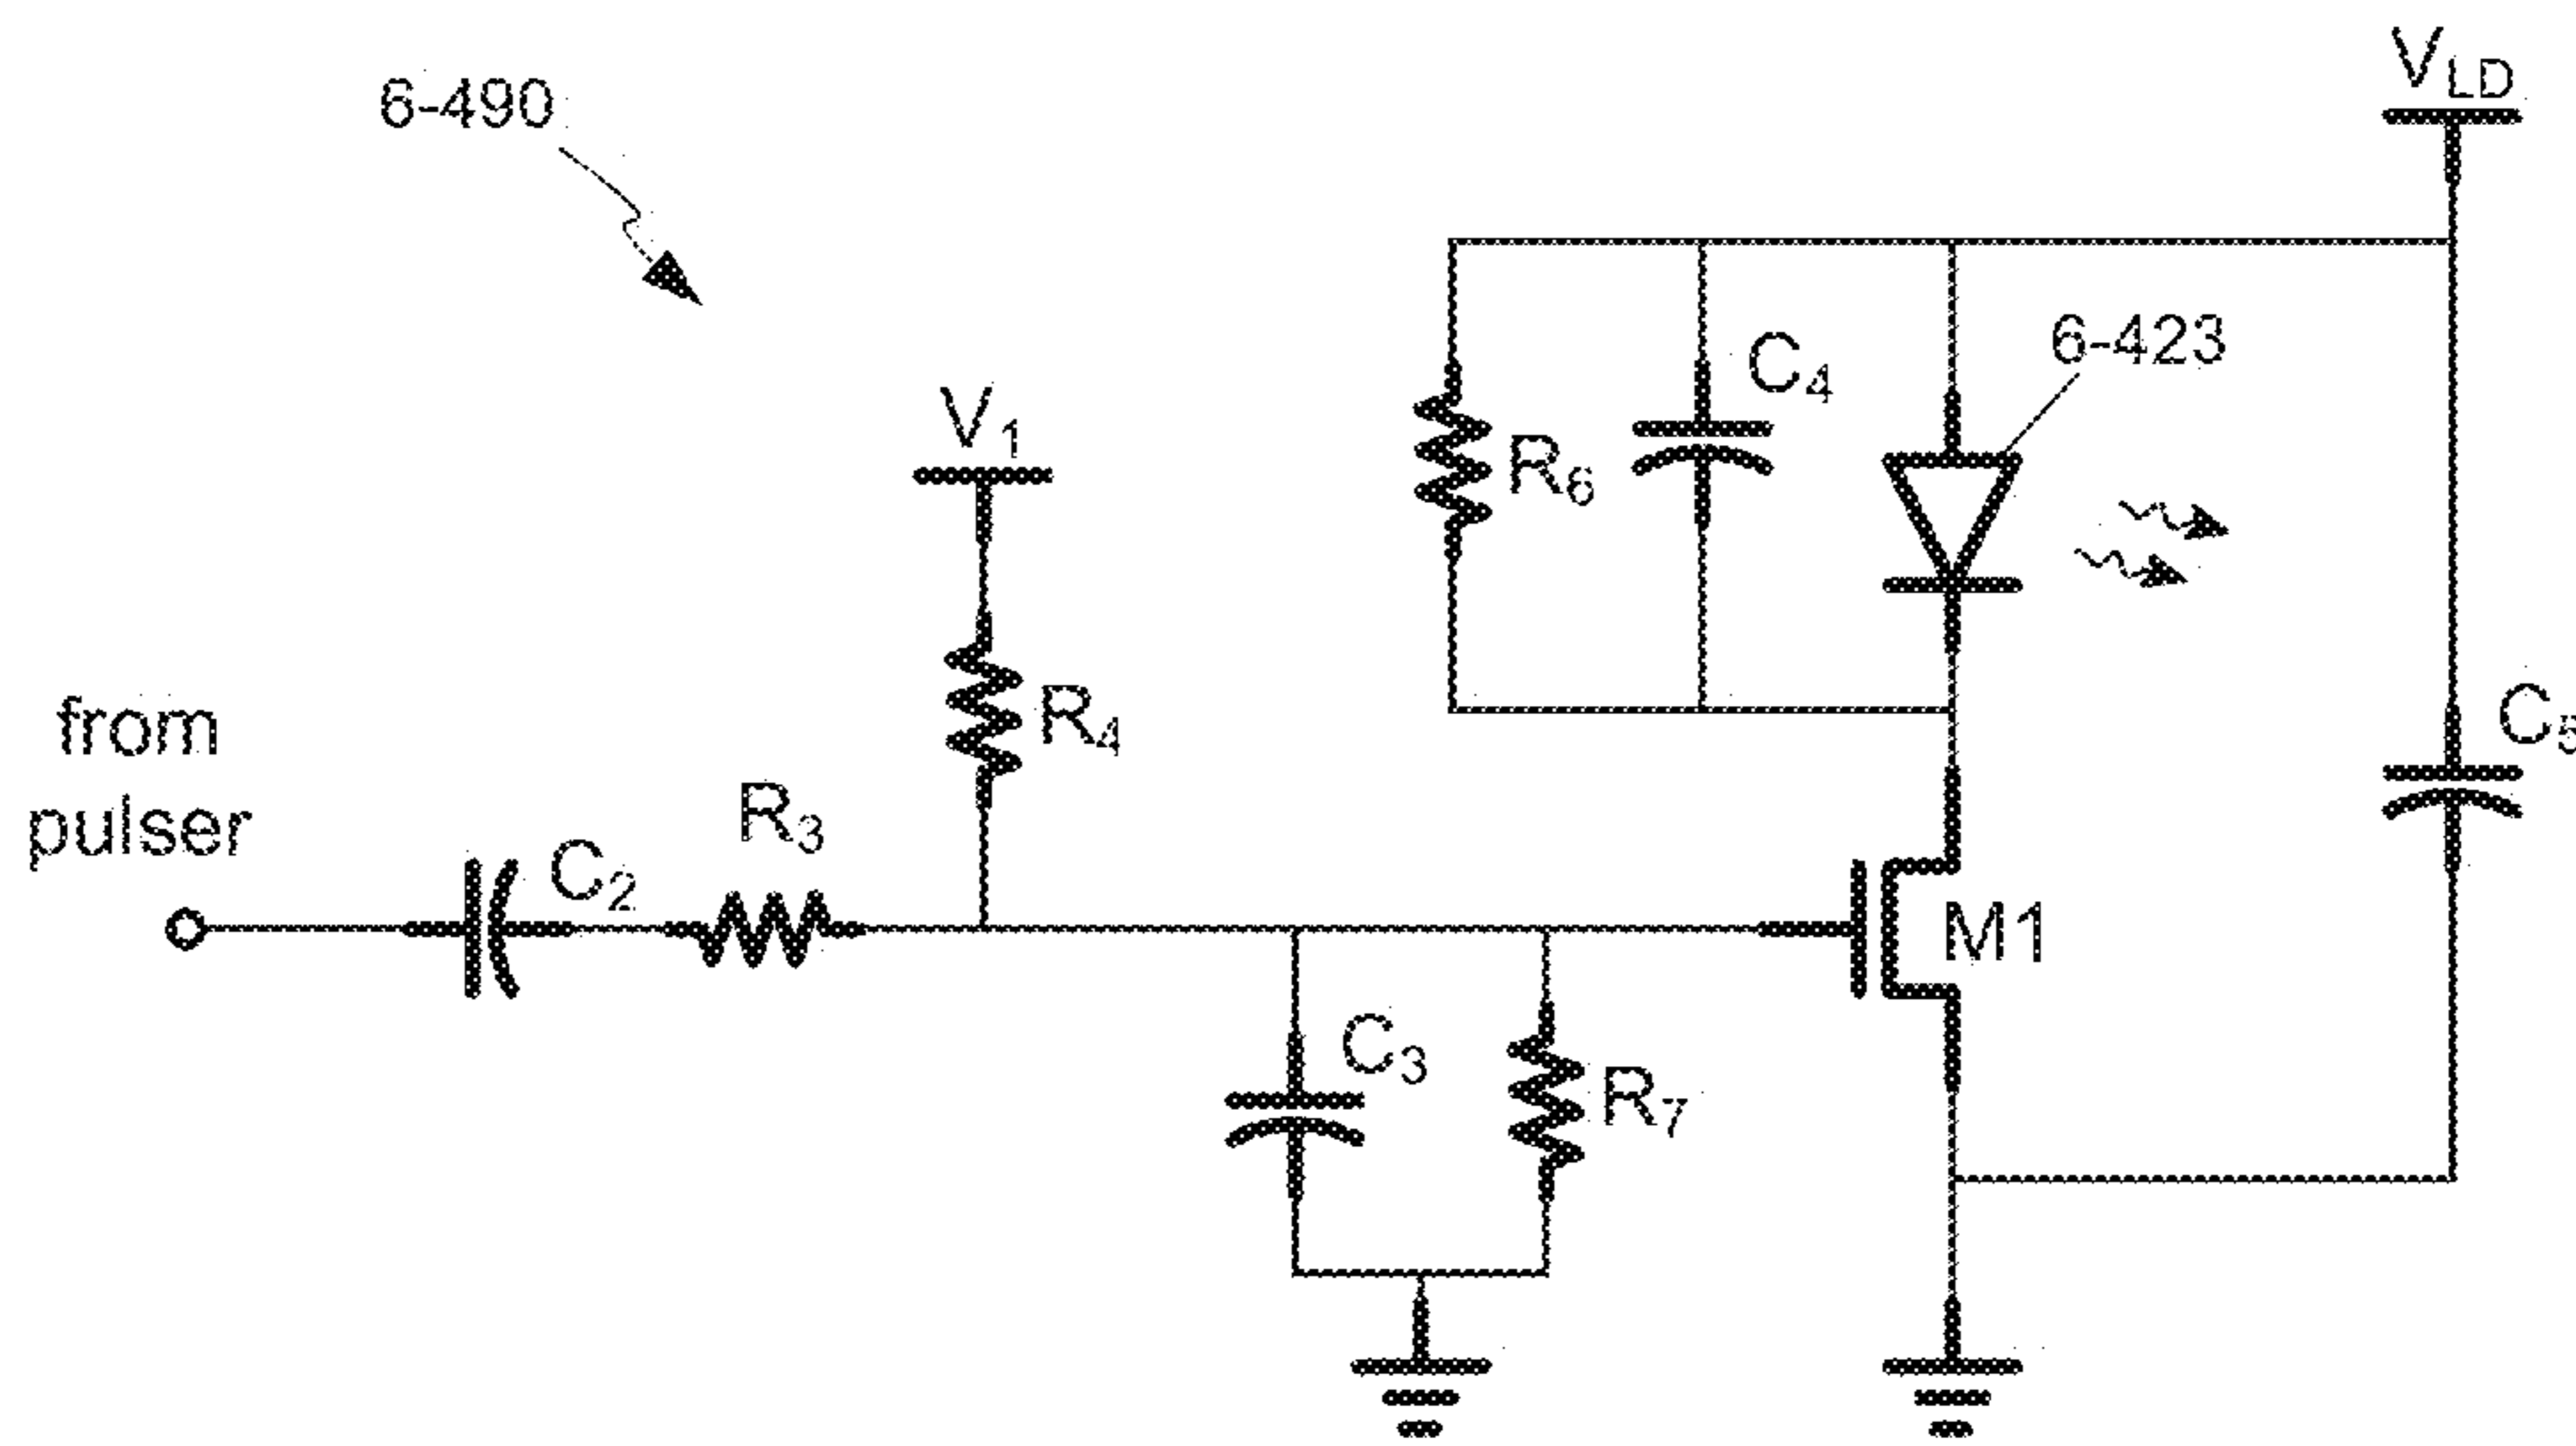 6-490
V_LD
6-423
C₄
R₆
V₁
R₄
C₅
from
pulser
C₂
R₃
M1
C₃
R₇